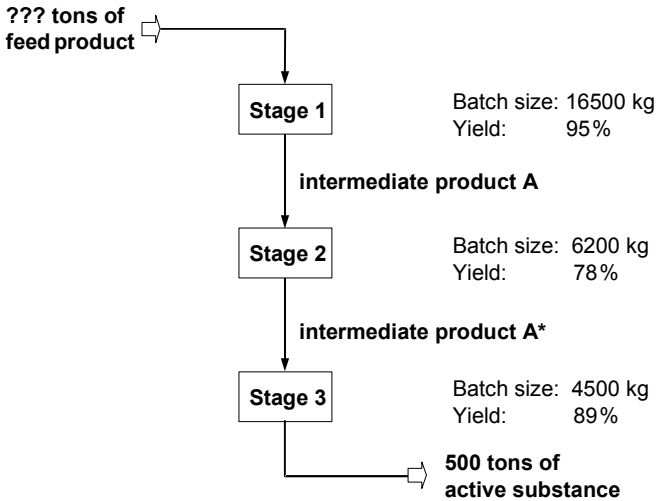 ??? tons of
feed product
Stage 1
Batch size: 16500 kg
Yield: 95%
intermediate product A
Stage 2
Batch size: 6200 kg
Yield: 78%
intermediate product A*
Stage 3
Batch size: 4500 kg
Yield: 89%
500 tons of
active substance